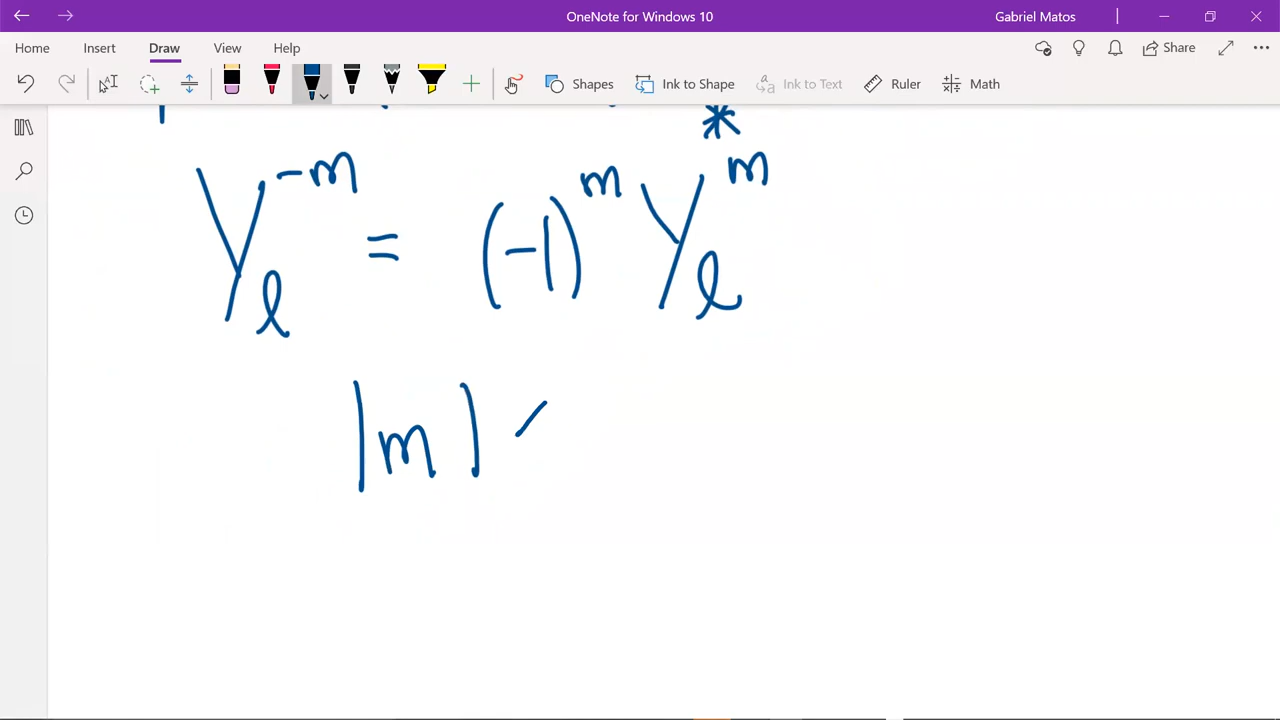 OneNote for Windows 10 Gabriel Matos
Home Insert Draw View Help Share
Shapes Ink to Shape Ink to Text Ruler Math
*
Y_ℓ^{-m} = (-1)^m Y_ℓ^m
|m| <